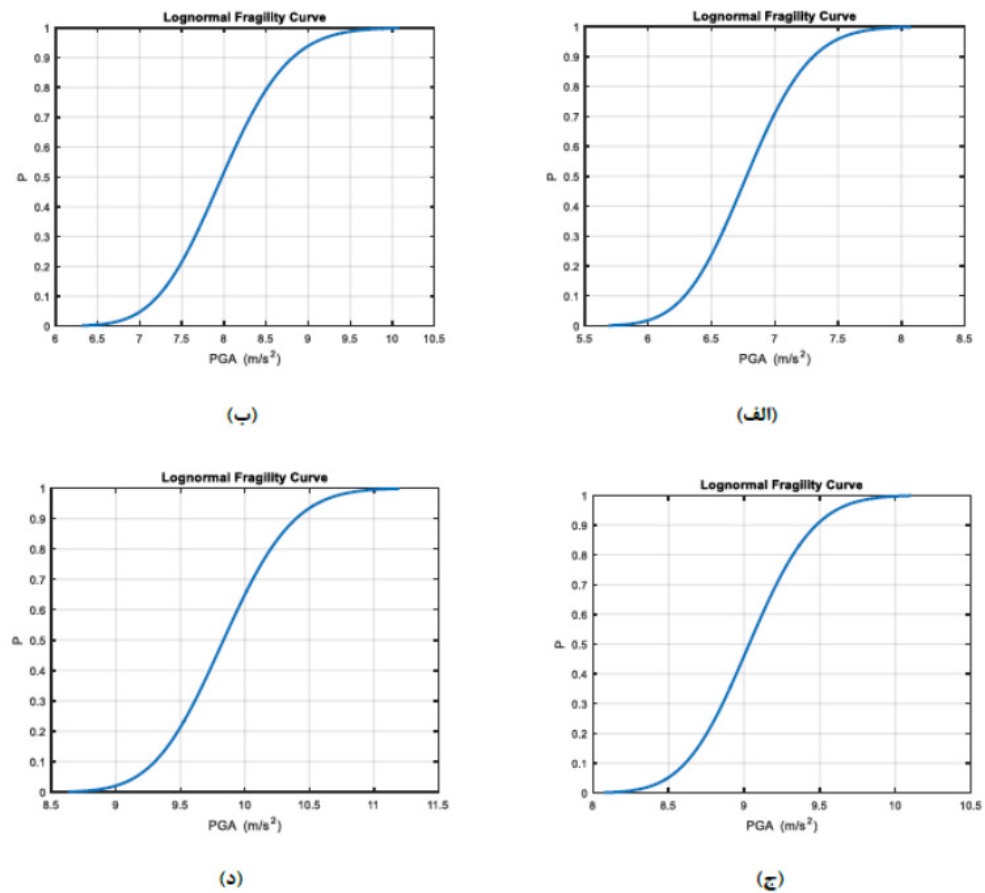 Lognormal Fragility Curve
P
1
0.9
0.8
0.7
0.6
0.5
0.4
0.3
0.2
0.1
0
5.5 6 6.5 7 7.5 8 8.5
PGA (m/s²)
(الف)
Lognormal Fragility Curve
P
1
0.9
0.8
0.7
0.6
0.5
0.4
0.3
0.2
0.1
0
6 6.5 7 7.5 8 8.5 9 9.5 10 10.5
PGA (m/s²)
(ب)
Lognormal Fragility Curve
P
1
0.9
0.8
0.7
0.6
0.5
0.4
0.3
0.2
0.1
0
8 8.5 9 9.5 10 10.5
PGA (m/s²)
(ج)
Lognormal Fragility Curve
P
1
0.9
0.8
0.7
0.6
0.5
0.4
0.3
0.2
0.1
0
8.5 9 9.5 10 10.5 11 11.5
PGA (m/s²)
(د)